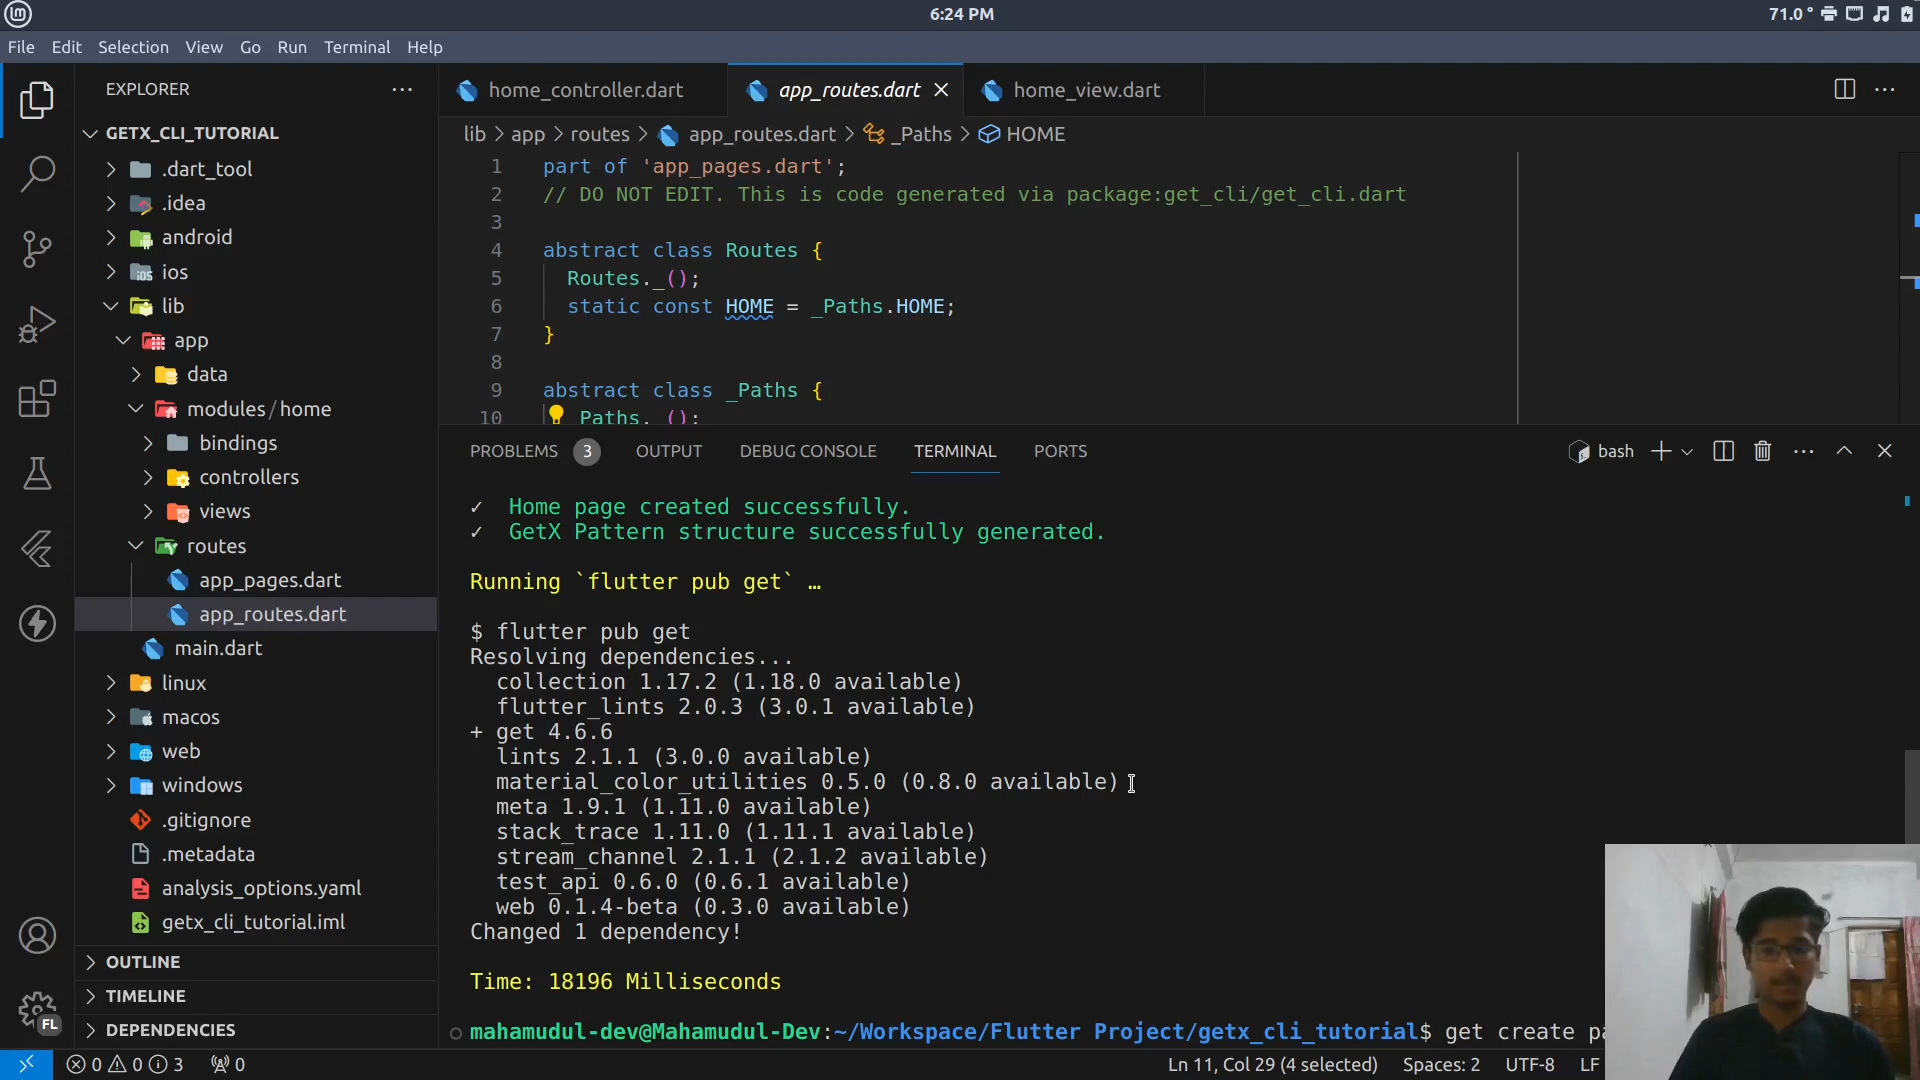 6:24 PM
71.0 °
File Edit Selection View Go Run Terminal Help
EXPLORER
GETX_CLI_TUTORIAL
.dart_tool
.idea
android
ios
lib
app
data
modules/home
bindings
controllers
views
routes
app_pages.dart
app_routes.dart
main.dart
linux
macos
web
windows
.gitignore
.metadata
analysis_options.yaml
getx_cli_tutorial.iml
OUTLINE
TIMELINE
DEPENDENCIES
FL
home_controller.dart app_routes.dart home_view.dart
lib > app > routes > app_routes.dart > _Paths > HOME
1 part of 'app_pages.dart';
2 // DO NOT EDIT. This is code generated via package:get_cli/get_cli.dart
3
4 abstract class Routes {
5 Routes._();
6 static const HOME = _Paths.HOME;
7 }
8
9 abstract class _Paths {
10 _Paths._();
PROBLEMS 3 OUTPUT DEBUG CONSOLE TERMINAL PORTS
bash
✓ Home page created successfully.
✓ GetX Pattern structure successfully generated.
Running `flutter pub get` …
$ flutter pub get
Resolving dependencies...
collection 1.17.2 (1.18.0 available)
flutter_lints 2.0.3 (3.0.1 available)
+ get 4.6.6
lints 2.1.1 (3.0.0 available)
material_color_utilities 0.5.0 (0.8.0 available)
meta 1.9.1 (1.11.0 available)
stack_trace 1.11.0 (1.11.1 available)
stream_channel 2.1.1 (2.1.2 available)
test_api 0.6.0 (0.6.1 available)
web 0.1.4-beta (0.3.0 available)
Changed 1 dependency!
Time: 18196 Milliseconds
mahamudul-dev@Mahamudul-Dev:~/Workspace/Flutter Project/getx_cli_tutorial$ get create pa
0 0 3 0
Ln 11, Col 29 (4 selected) Spaces: 2 UTF-8 LF